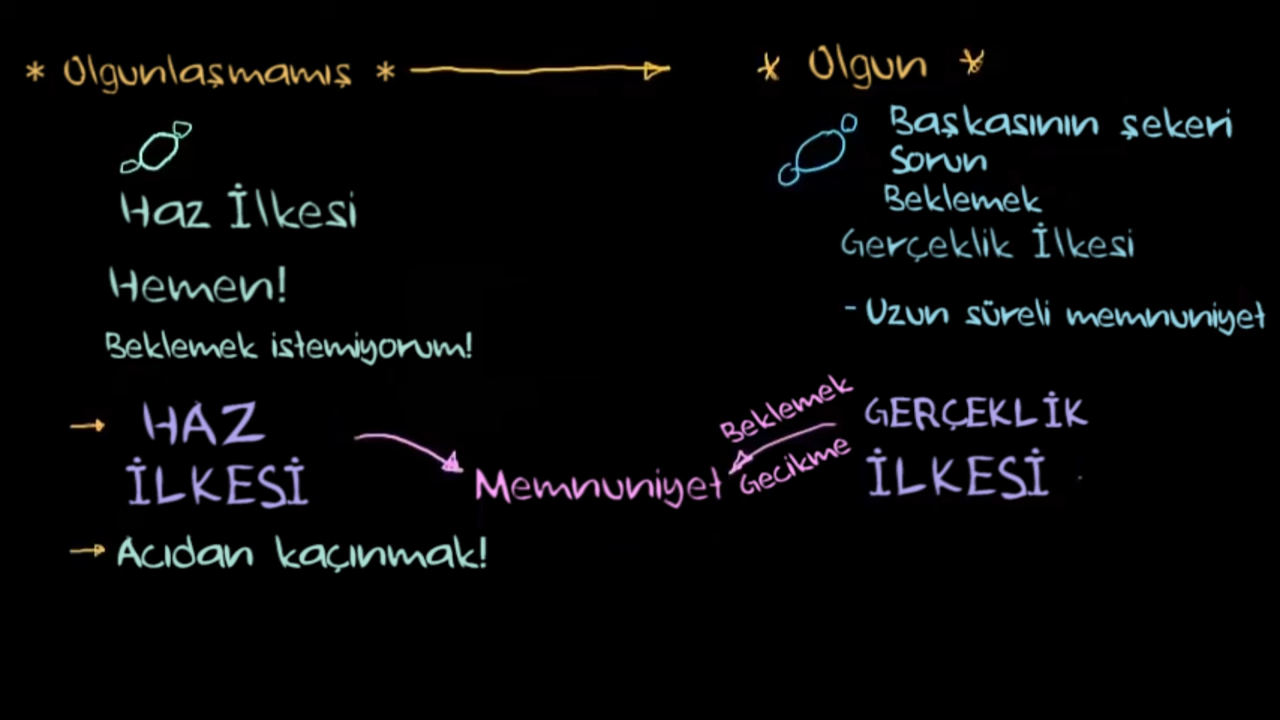 * Olgunlaşmamış *
Haz İlkesi
Hemen!
Beklemek istemiyorum!
HAZ
İLKESİ
Acıdan kaçınmak!
Memnuniyet
* Olgun *
Başkasının şekeri
Sorun
Beklemek
Gerçeklik İlkesi
- Uzun süreli memnuniyet
Beklemek
Gecikme
GERÇEKLİK
İLKESİ